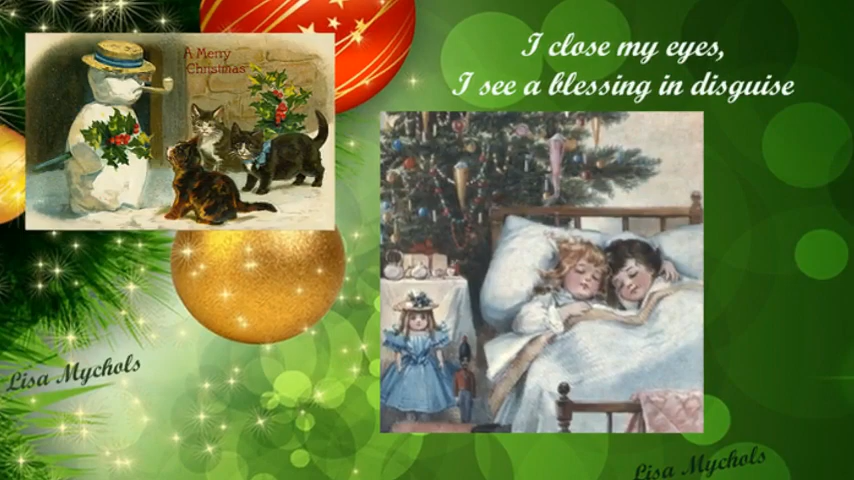 A Merry
Christmas
I close my eyes,
I see a blessing in disguise
Lisa Mychols
Lisa Mychols